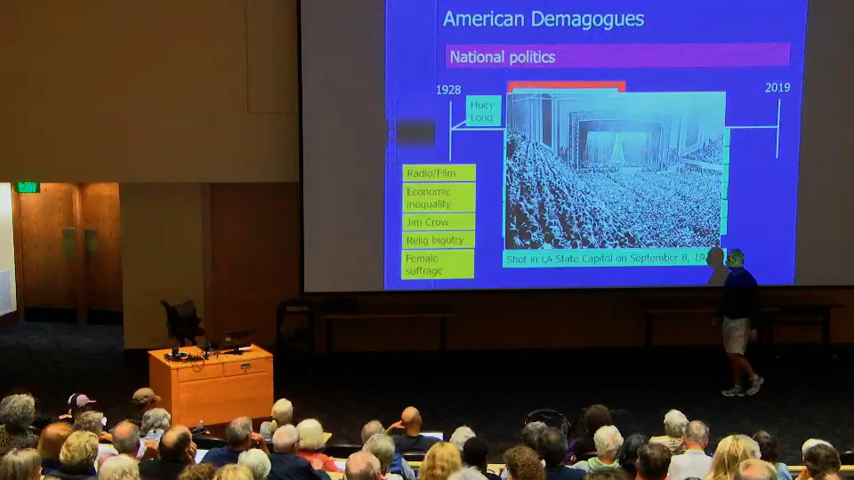 American Demagogues
National politics
1928
2019
Huey
Long
Radio/Film
Economic
inequality
Jim Crow
Relig bigotry
Female
suffrage
Shot in LA State Capitol on September 8,